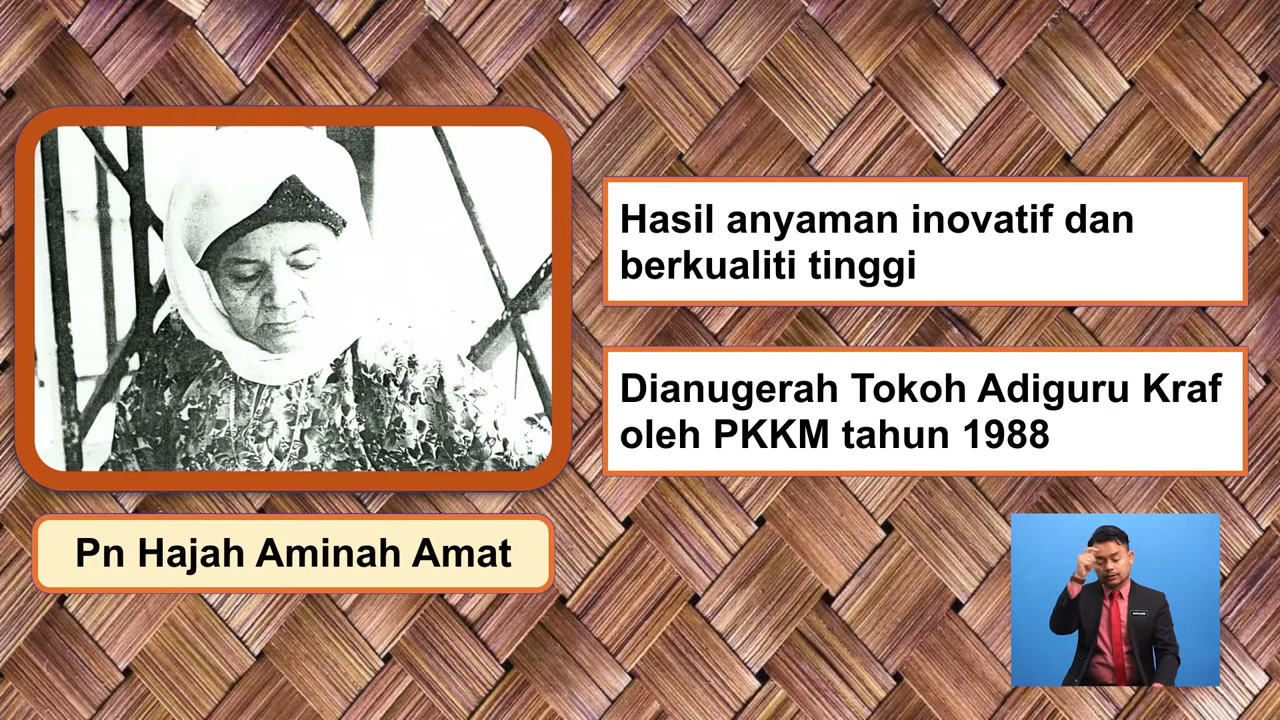 Hasil anyaman inovatif dan
berkualiti tinggi
Dianugerah Tokoh Adiguru Kraf
oleh PKKM tahun 1988
Pn Hajah Aminah Amat